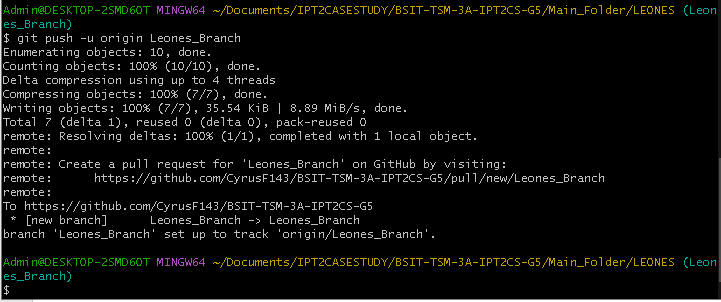 Admin@DESKTOP-2SMD6OT MINGW64 ~/Documents/IPT2CASESTUDY/BSIT-TSM-3A-IPT2CS-G5/Main_Folder/LEONES (Leon
es_Branch)
$ git push -u origin Leones_Branch
Enumerating objects: 10, done.
Counting objects: 100% (10/10), done.
Delta compression using up to 4 threads
Compressing objects: 100% (7/7), done.
Writing objects: 100% (7/7), 35.54 KiB | 8.89 MiB/s, done.
Total 7 (delta 1), reused 0 (delta 0), pack-reused 0
remote: Resolving deltas: 100% (1/1), completed with 1 local object.
remote:
remote: Create a pull request for 'Leones_Branch' on GitHub by visiting:
remote:      https://github.com/CyrusF143/BSIT-TSM-3A-IPT2CS-G5/pull/new/Leones_Branch
remote:
To https://github.com/CyrusF143/BSIT-TSM-3A-IPT2CS-G5
 * [new branch]      Leones_Branch -> Leones_Branch
branch 'Leones_Branch' set up to track 'origin/Leones_Branch'.
Admin@DESKTOP-2SMD6OT MINGW64 ~/Documents/IPT2CASESTUDY/BSIT-TSM-3A-IPT2CS-G5/Main_Folder/LEONES (Leon
es_Branch)
$